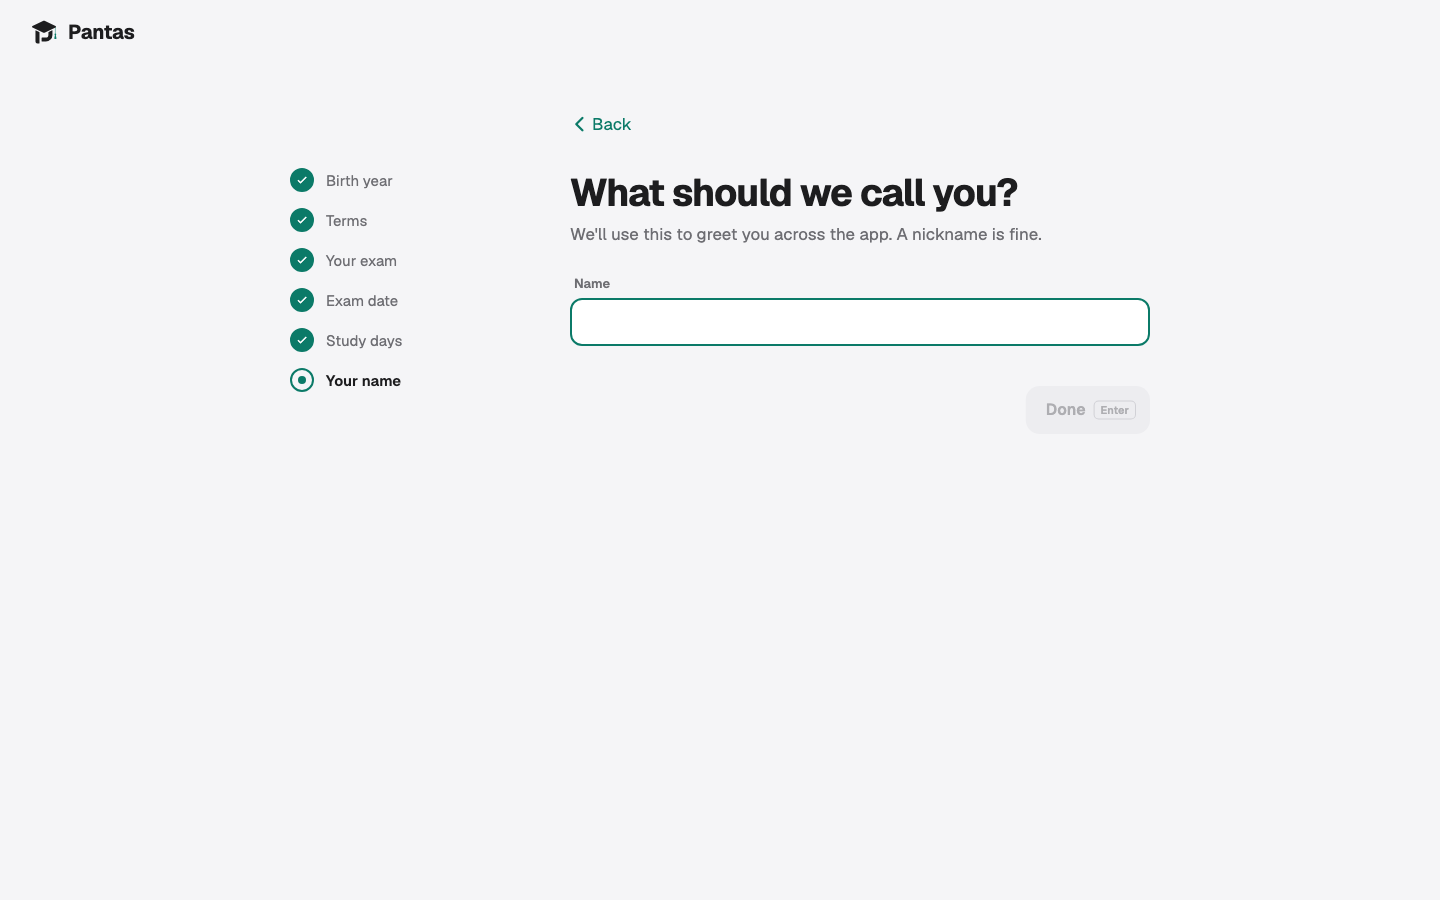 Pantas
Back
Birth year
Terms
Your exam
Exam date
Study days
Your name
What should we call you?
We'll use this to greet you across the app. A nickname is fine.
Name
Done Enter